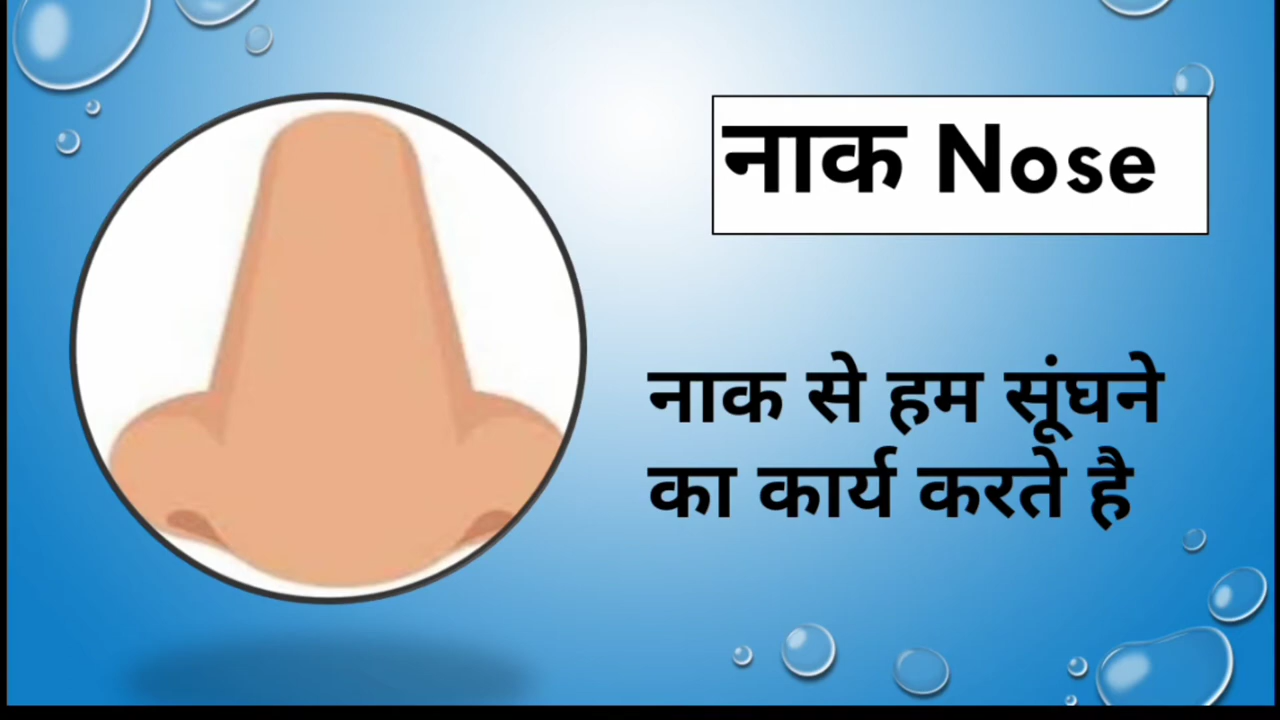 नाक Nose
नाक से हम सूंघने
का कार्य करते है